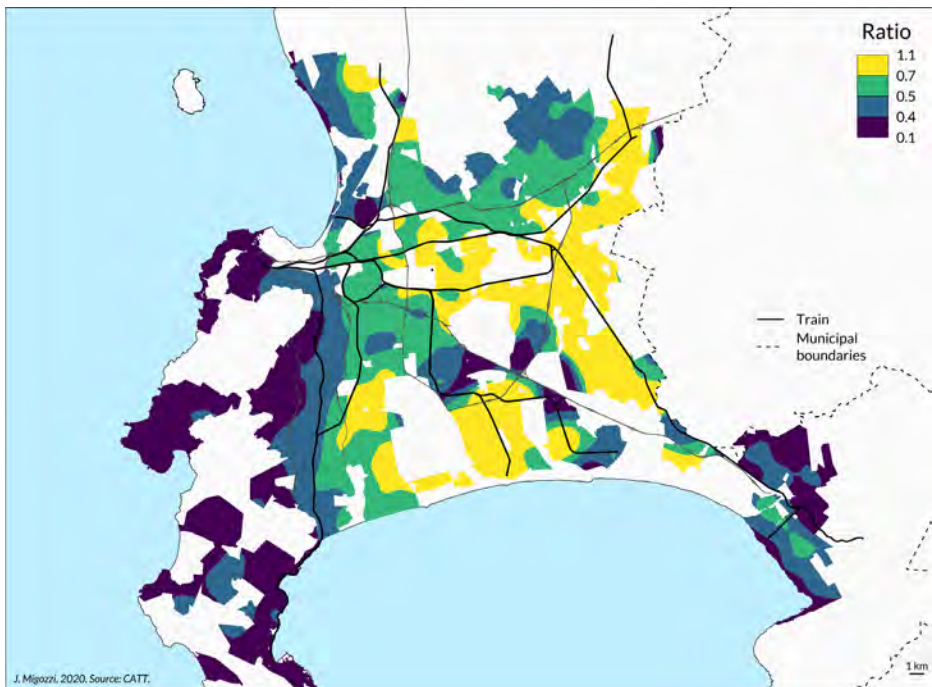 Ratio
1.1
0.7
0.5
0.4
0.1
Train
Municipal
boundaries
J. Migozzi, 2020. Source: CATT.
1 km